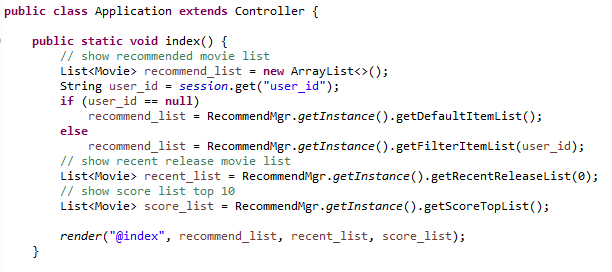 public class Application extends Controller {
public static void index() {
// show recommended movie list
List<Movie> recommend_list = new ArrayList<>();
String user_id = session.get("user_id");
if (user_id == null)
recommend_list = RecommendMgr.getInstance().getDefaultItemList();
else
recommend_list = RecommendMgr.getInstance().getFilterItemList(user_id);
// show recent release movie list
List<Movie> recent_list = RecommendMgr.getInstance().getRecentReleaseList(0);
// show score list top 10
List<Movie> score_list = RecommendMgr.getInstance().getScoreTopList();
render("@index", recommend_list, recent_list, score_list);
}